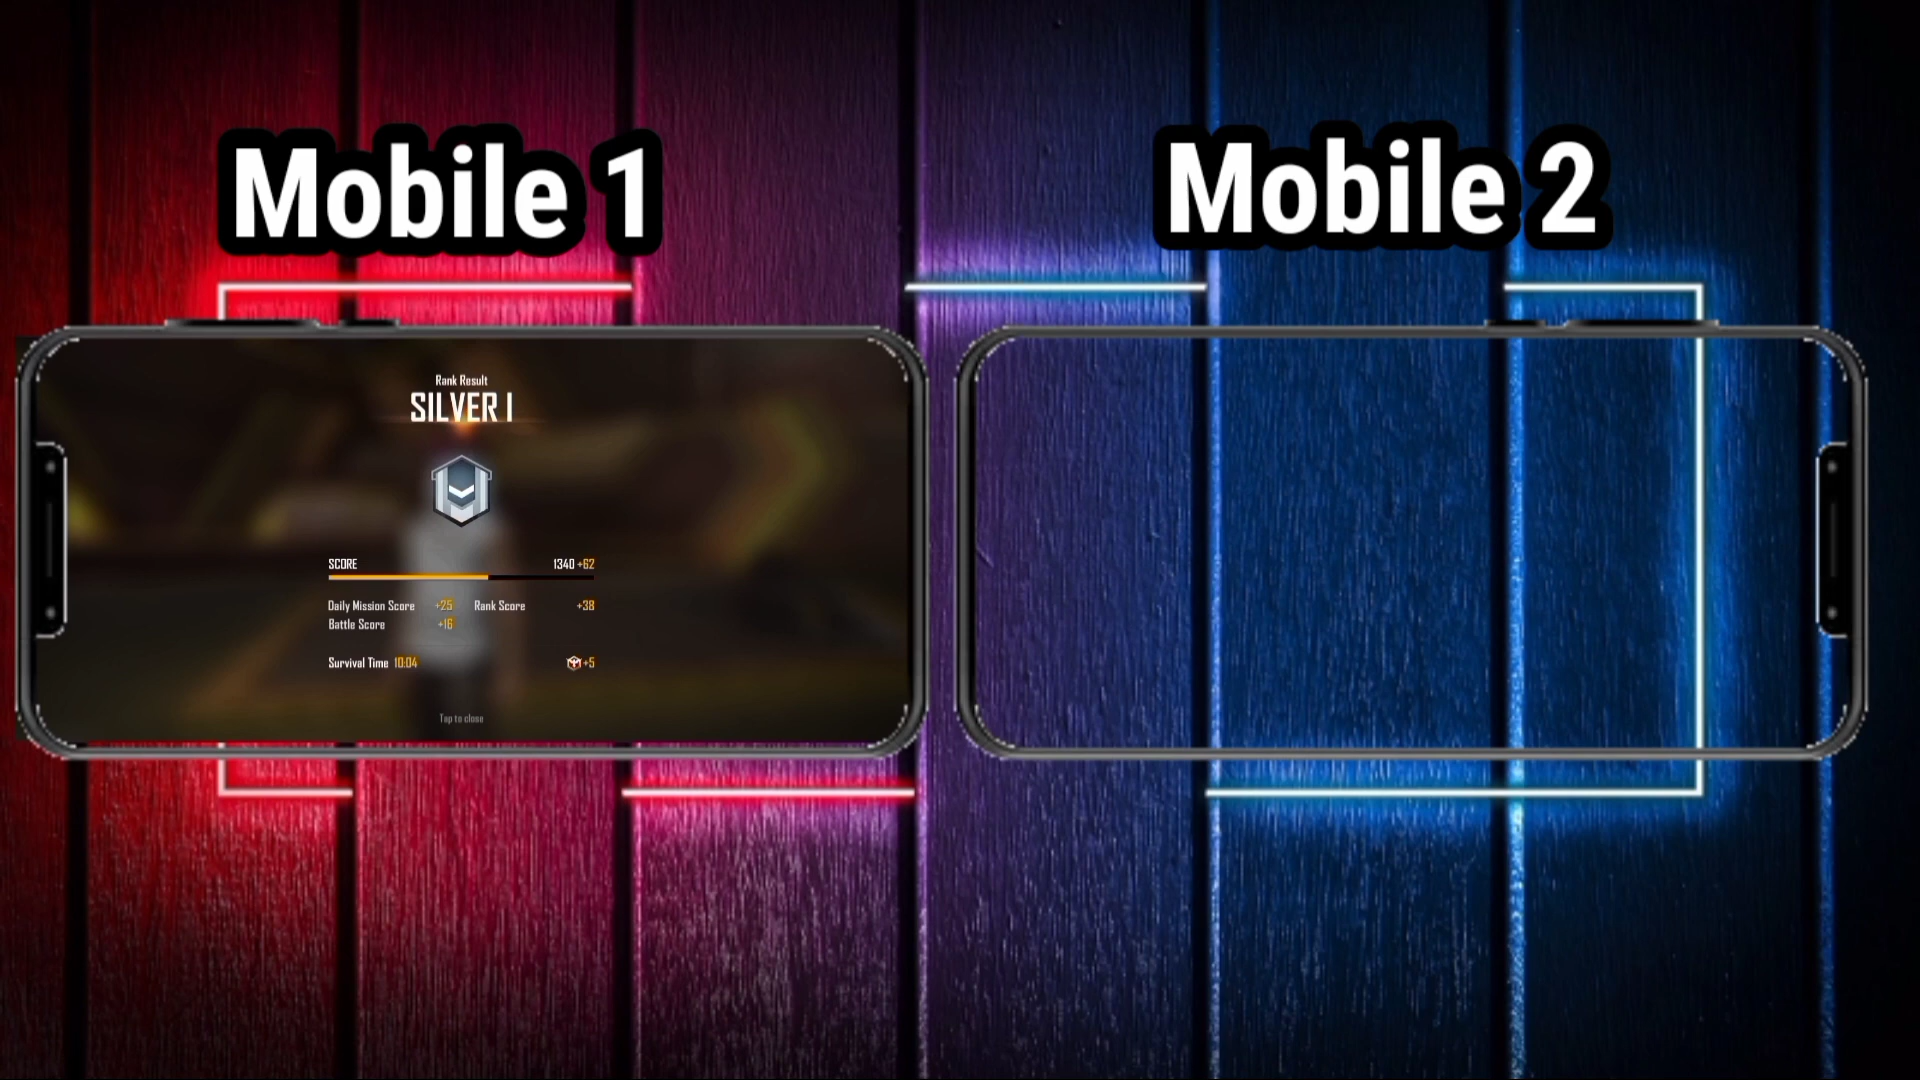 Mobile 1
Mobile 2
Rank Result
SILVER I
SCORE 1340 +62
Daily Mission Score +25 Rank Score +38
Battle Score +16
Survival Time 10:04 +5
Tap to close